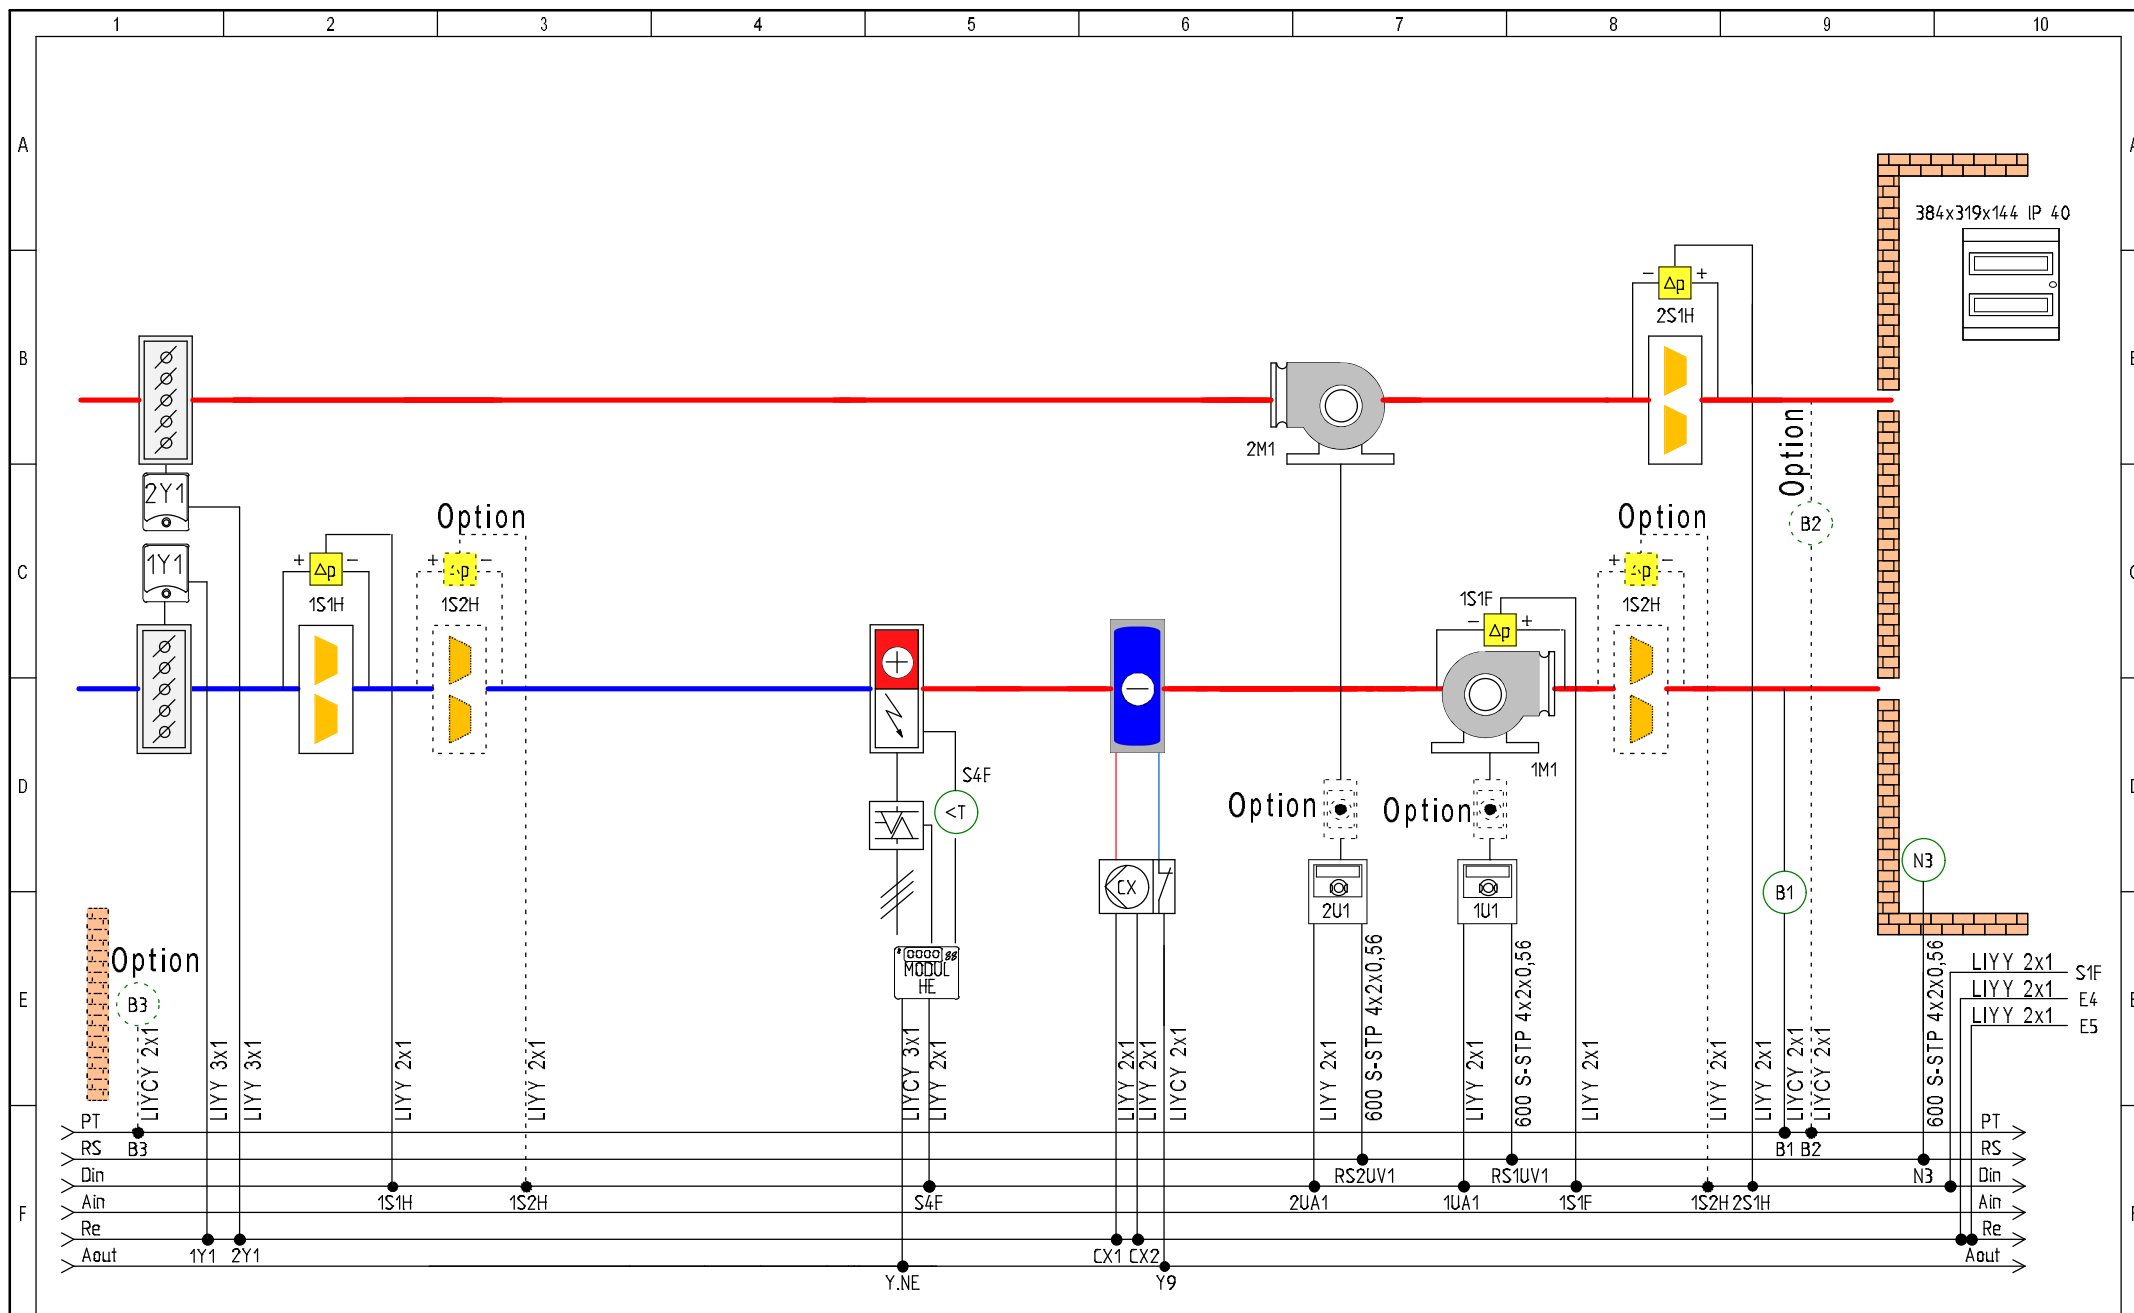 1 2 3 4 5 6 7 8 9 10
A
384x319x144 IP 40
- Δp +
2S1H
B
2M1
Option
2Y1
Option
Option
B2
1Y1
C
+ Δp -
+ Δp -
+ Δp -
1S1H
1S2H
1S1F
1S2H
- Δp +
1M1
D
S4F
<T
Option
Option
N3
CX
B1
2U1
1U1
Option
MODUL
HE
B3
E
LIYY 2x1 S1F
LIYY 2x1 E4
LIYY 2x1 E5
LIYCY 2x1
LIYY 3x1
LIYY 3x1
LIYY 2x1
LIYY 2x1
LIYCY 3x1
LIYY 2x1
LIYY 2x1
LIYY 2x1
LIYCY 2x1
LIYY 2x1
600 S-STP 4x2x0,56
LIYY 2x1
600 S-STP 4x2x0,56
LIYY 2x1
LIYY 2x1
LIYY 2x1
LIYCY 2x1
LIYCY 2x1
600 S-STP 4x2x0,56
PT PT
RS B3 B1 B2 RS
Din RS2UV1 RS1UV1 N3 Din
Ain 1S1H 1S2H S4F 2UA1 1UA1 1S1F 1S2H 2S1H Ain
F
Re Re
Aout 1Y1 2Y1 CX1 CX2 Aout
Y.NE Y9